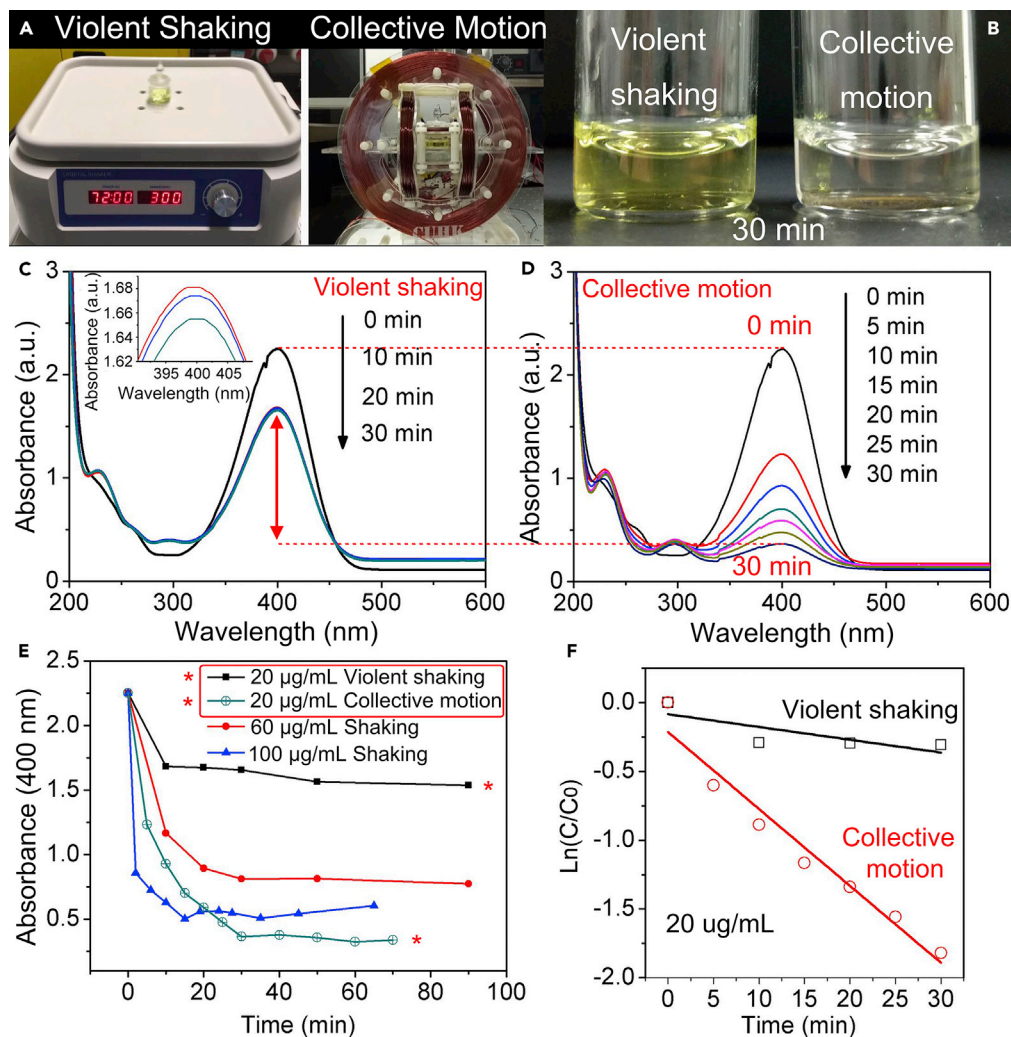 A
Violent Shaking
Collective Motion
72:00 300
B
Violent
shaking
Collective
motion
30 min
C
Absorbance (a.u.)
3
2
1
0
200 300 400 500 600
Wavelength (nm)
Absorbance (a.u.)
1.68
1.66
1.64
1.62
395 400 405
Wavelength (nm)
Violent shaking
0 min
10 min
20 min
30 min
D
Absorbance (a.u.)
3
2
1
0
200 300 400 500 600
Wavelength (nm)
Collective motion
0 min
30 min
0 min
5 min
10 min
15 min
20 min
25 min
30 min
E
Absorbance (400 nm)
2.5
2.0
1.5
1.0
0.5
0.0
0 20 40 60 80 100
Time (min)
* 20 µg/mL Violent shaking
* 20 µg/mL Collective motion
60 µg/mL Shaking
100 µg/mL Shaking
*
*
F
Ln(C/C0)
0.0
-0.5
-1.0
-1.5
-2.0
0 5 10 15 20 25 30
Time (min)
Violent shaking
Collective
motion
20 ug/mL